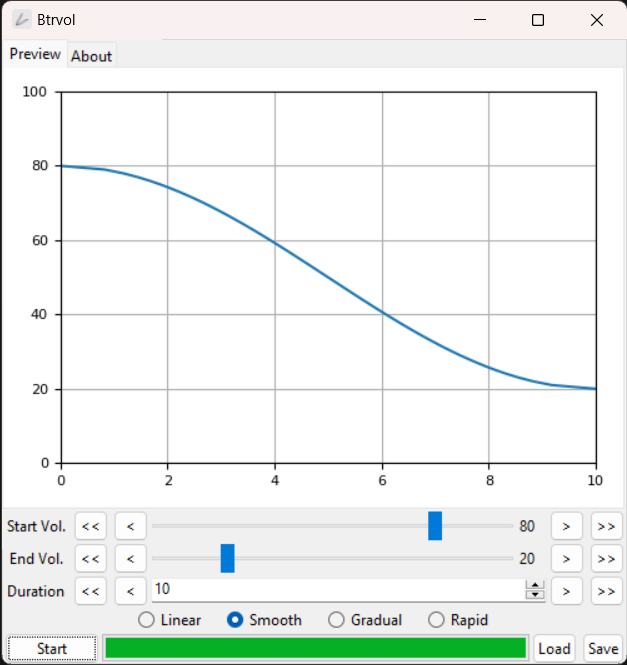 Btrvol
Preview About
100
80
60
40
20
0
0 2 4 6 8 10
Start Vol. << < 80 > >>
End Vol. << < 20 > >>
Duration << < 10 > >>
Linear Smooth Gradual Rapid
Start Load Save